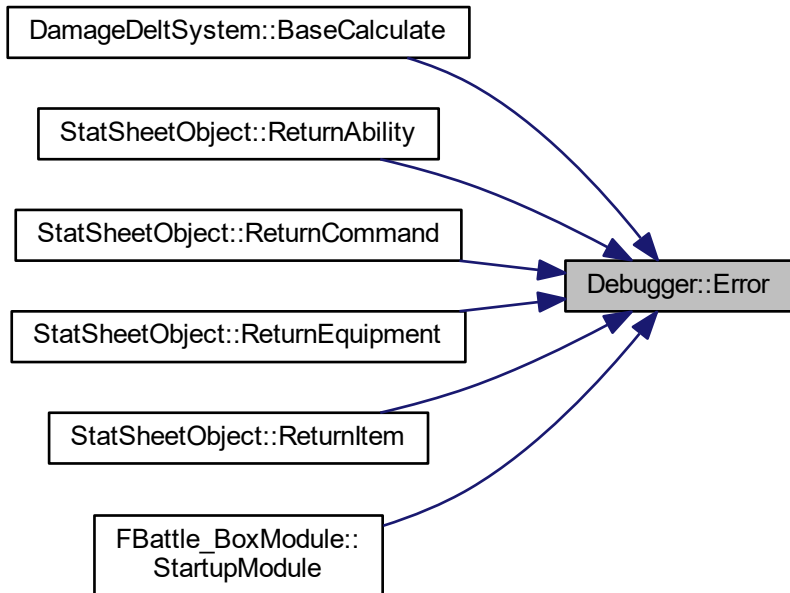 DamageDeltSystem::BaseCalculate
StatSheetObject::ReturnAbility
StatSheetObject::ReturnCommand
Debugger::Error
StatSheetObject::ReturnEquipment
StatSheetObject::ReturnItem
FBattle_BoxModule::
StartupModule